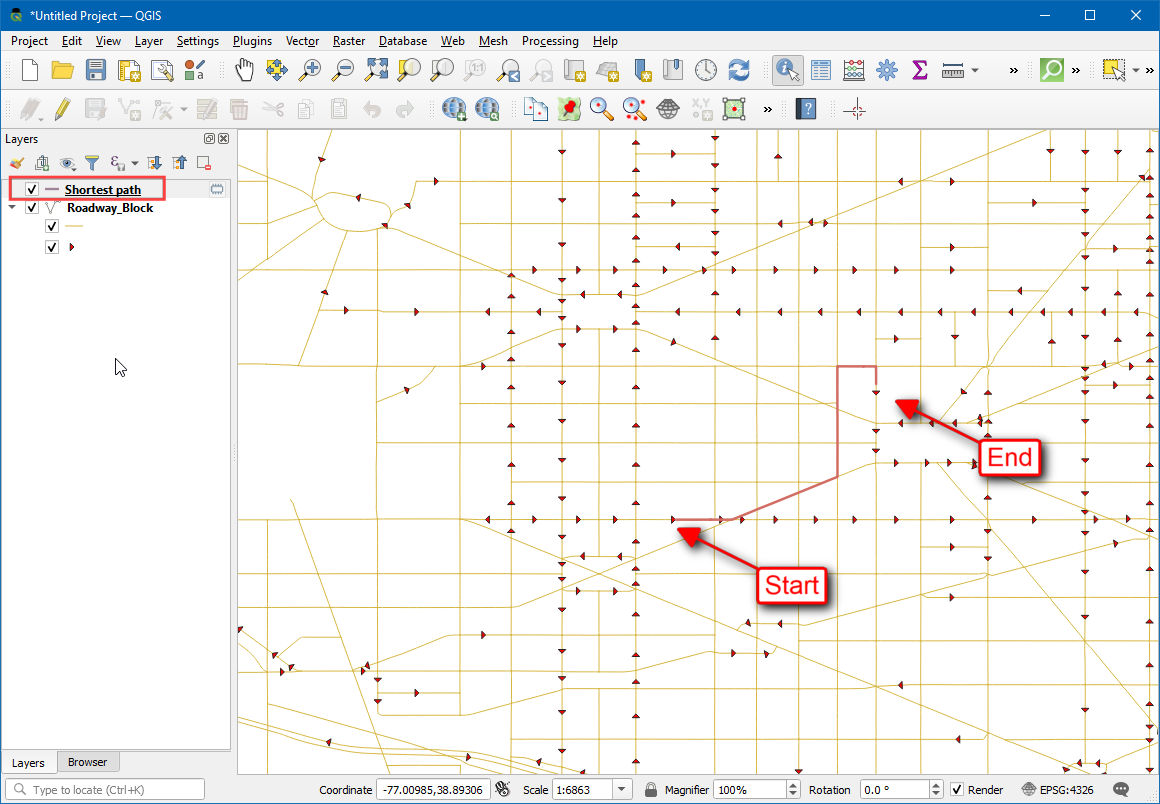 *Untitled Project — QGIS
Project Edit View Layer Settings Plugins Vector Raster Database Web Mesh Processing Help
Layers
Shortest path
Roadway_Block
End
Start
Layers Browser
Type to locate (Ctrl+K) Coordinate -77.00985,38.89306 Scale 1:6863 Magnifier 100% Rotation 0.0 ° Render EPSG:4326